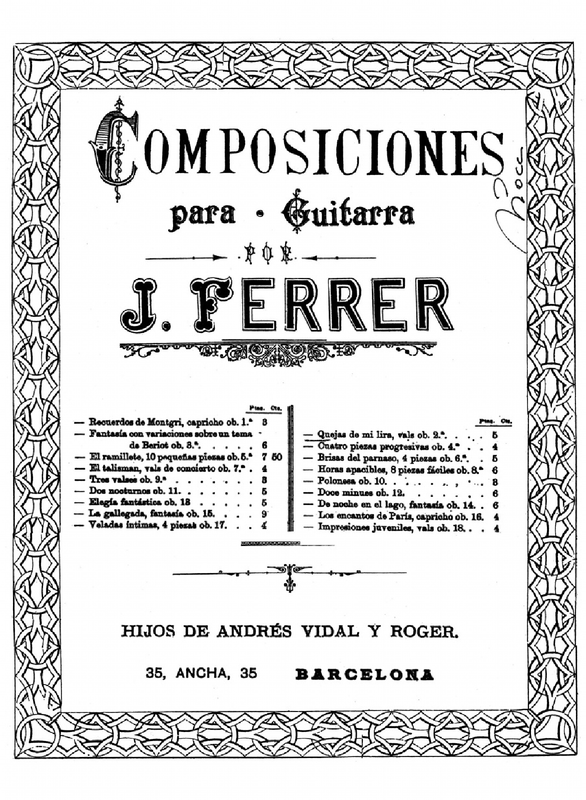 COMPOSICIONES
para - Guitarra
POR
J. FERRER
Ptas. Cts.
— Recuerdos de Montgri, capricho ob. 1.ª 3
— Fantasía con variaciones sobre un tema
de Beriot ob. 3.ª . . . . . 6
— El ramillete, 10 pequeñas piezas ob. 5.ª 7 50
— El talisman, vals de concierto ob. 7.ª . 4
— Tres valses ob. 9.ª . . . . . . 3
— Dos nocturnos ob. 11. . . . . . . 5
— Elegía fantástica ob. 13 . . . . . 5
— La gallegada, fantasía ob. 15. . . . 9
— Veladas íntimas, 4 piezas ob. 17. . . . 4
Ptas. Cts.
— Quejas de mi lira, vals ob. 2.ª. . . . 5
— Cuatro piezas progresivas ob. 4.ª . . 4
— Brisas del parnaso, 4 piezas ob. 6.ª. . . 5
— Horas apacibles, 8 piezas fáciles ob. 8.ª 6
— Polonesa ob. 10. . . . . . . . 3
— Doce minues ob. 12. . . . . . . 6
— De noche en el lago, fantasía ob. 14. . 6
— Los encantos de París, capricho ob. 16. 4
— Impresiones juveniles, vals ob. 18. . . 4
HIJOS DE ANDRÉS VIDAL Y ROGER.
35, ANCHA, 35 BARCELONA